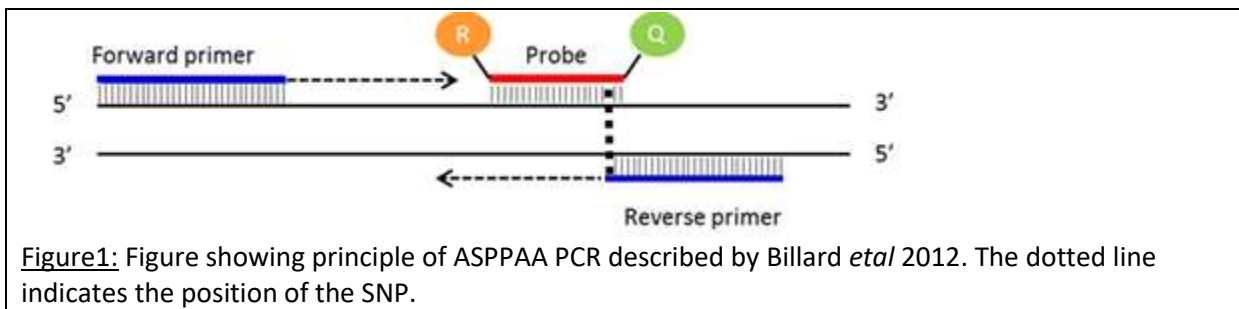 R
Q
Forward primer
Probe
5’ 3’
3’ 5’
Reverse primer
Figure1: Figure showing principle of ASPPAA PCR described by Billard etal 2012. The dotted line
indicates the position of the SNP.